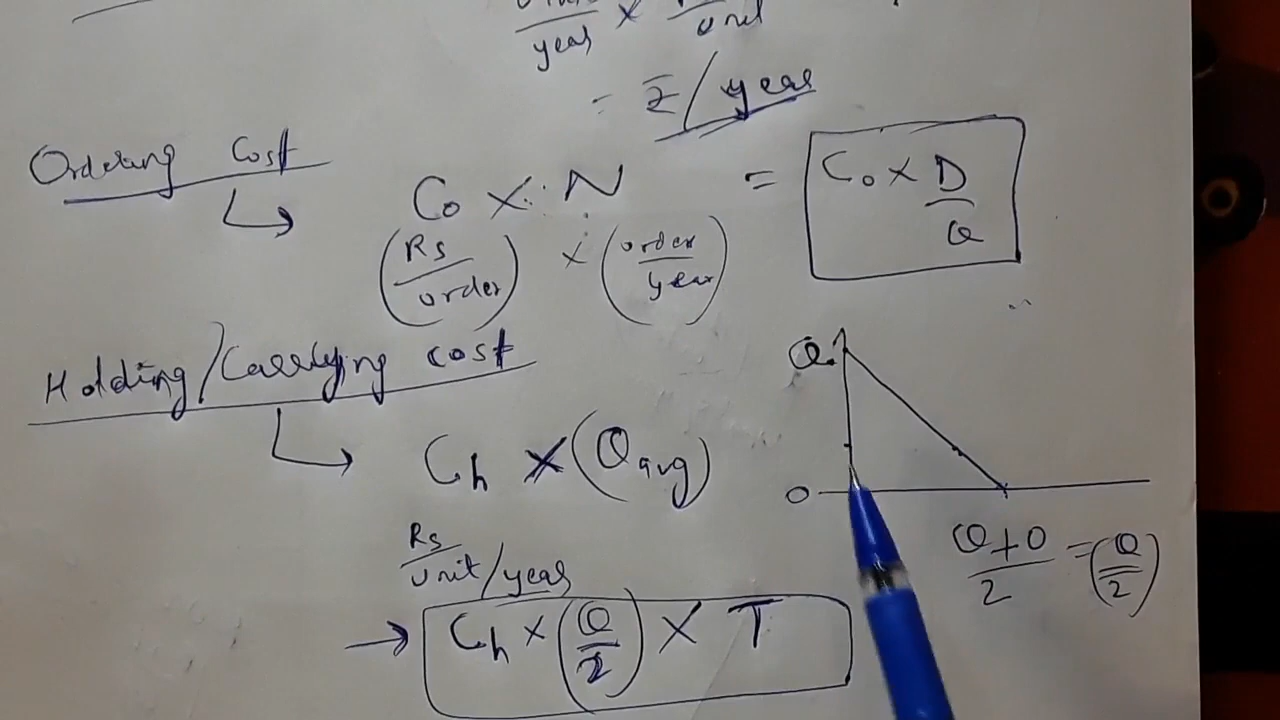 year × unit
= ₹/year
Ordering Cost
Co × N = Co × D/Q
(Rs/order) × (order/year)
Holding/Carrying cost
Q
Ch × (Qavg)
0
Rs/unit/year
Q+0/2 = (Q/2)
→ Ch × (Q/2) × T